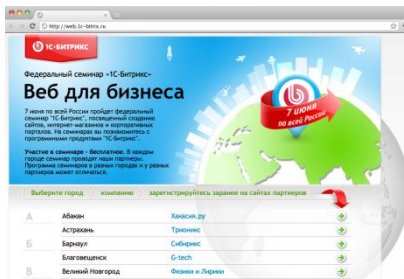 http://web.1c-bitrix.ru
1С-БИТРИКС
Федеральный семинар «1С-Битрикс»
Веб для бизнеса
7 июня по всей России пройдет федеральный
семинар "1С-Битрикс", посвященный созданию
сайтов, интернет-магазинов и корпоративных
порталов. На семинарах вы познакомитесь с
программными продуктами "1С-Битрикс".
Участие в семинаре - бесплатное. В каждом
городе семинар проводят наши партнеры.
Программа семинаров в разных городах и у разных
партнеров может отличаться.
7 июня
по всей России
Выберите город компанию зарегистрируйтесь заранее на сайтах партнеров
А Абакан Хакасия.ру
Астрахань Трионикс
Б Барнаул Сибирикс
Благовещенск G-tech
В Великий Новгород Физики и Лирики